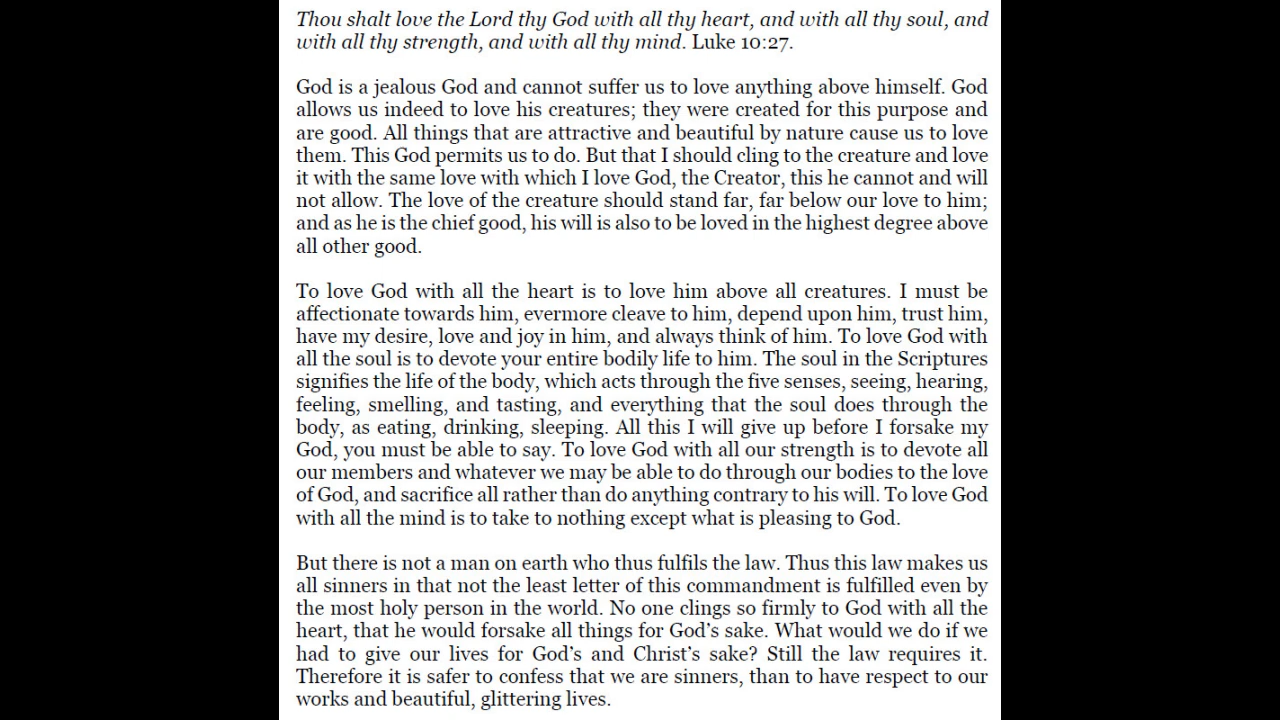 Thou shalt love the Lord thy God with all thy heart, and with all thy soul, and
with all thy strength, and with all thy mind. Luke 10:27.
God is a jealous God and cannot suffer us to love anything above himself. God
allows us indeed to love his creatures; they were created for this purpose and
are good. All things that are attractive and beautiful by nature cause us to love
them. This God permits us to do. But that I should cling to the creature and love
it with the same love with which I love God, the Creator, this he cannot and will
not allow. The love of the creature should stand far, far below our love to him;
and as he is the chief good, his will is also to be loved in the highest degree above
all other good.
To love God with all the heart is to love him above all creatures. I must be
affectionate towards him, evermore cleave to him, depend upon him, trust him,
have my desire, love and joy in him, and always think of him. To love God with
all the soul is to devote your entire bodily life to him. The soul in the Scriptures
signifies the life of the body, which acts through the five senses, seeing, hearing,
feeling, smelling, and tasting, and everything that the soul does through the
body, as eating, drinking, sleeping. All this I will give up before I forsake my
God, you must be able to say. To love God with all our strength is to devote all
our members and whatever we may be able to do through our bodies to the love
of God, and sacrifice all rather than do anything contrary to his will. To love God
with all the mind is to take to nothing except what is pleasing to God.
But there is not a man on earth who thus fulfils the law. Thus this law makes us
all sinners in that not the least letter of this commandment is fulfilled even by
the most holy person in the world. No one clings so firmly to God with all the
heart, that he would forsake all things for God’s sake. What would we do if we
had to give our lives for God’s and Christ’s sake? Still the law requires it.
Therefore it is safer to confess that we are sinners, than to have respect to our
works and beautiful, glittering lives.